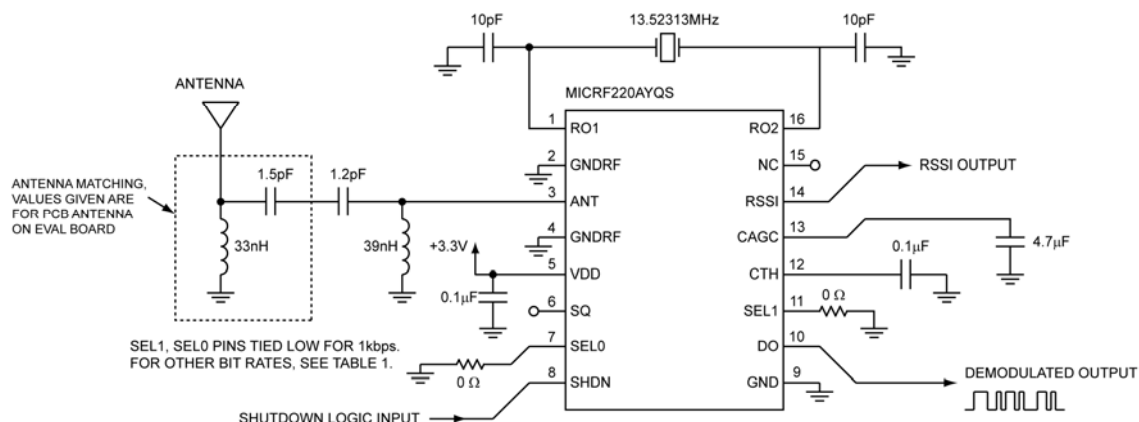 10pF
13.52313MHz
10pF
ANTENNA
MICRF220AYQS
1
RO1
RO2
16
2
GNDRF
NC
15
RSSI OUTPUT
ANTENNA MATCHING,
VALUES GIVEN ARE
FOR PCB ANTENNA
ON EVAL BOARD
1.5pF
1.2pF
3
ANT
RSSI
14
33nH
39nH
4
GNDRF
CAGC
13
4.7µF
+3.3V
5
VDD
CTH
12
0.1µF
0.1µF
6
SQ
SEL1
11
0 Ω
SEL1, SEL0 PINS TIED LOW FOR 1kbps.
FOR OTHER BIT RATES, SEE TABLE 1.
7
SEL0
DO
10
0 Ω
8
SHDN
GND
9
DEMODULATED OUTPUT
SHUTDOWN LOGIC INPUT